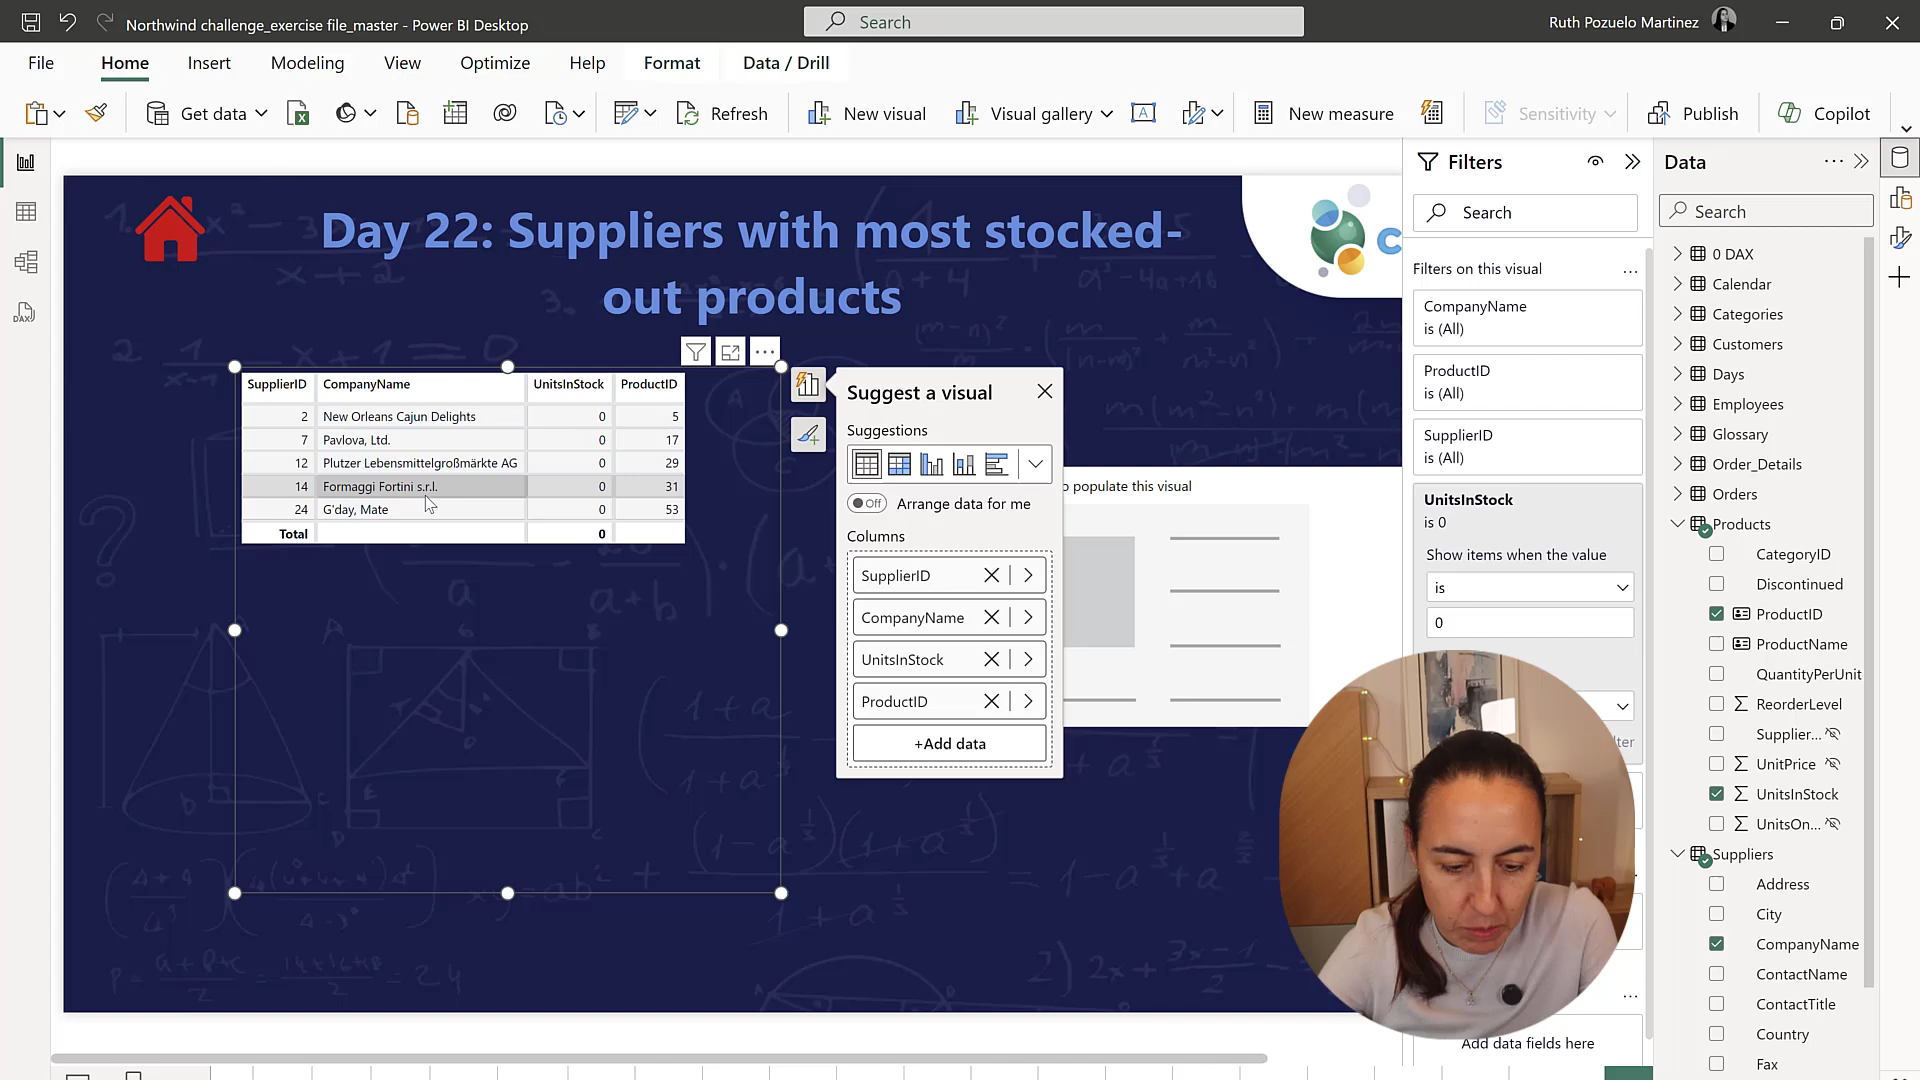 Northwind challenge_exercise file_master - Power BI Desktop
Search
Ruth Pozuelo Martinez
File
Home
Insert
Modeling
View
Optimize
Help
Format
Data / Drill
Get data
Refresh
New visual
Visual gallery
New measure
Sensitivity
Publish
Copilot
DAX
Day 22: Suppliers with most stocked-
out products
C
SupplierID CompanyName UnitsInStock ProductID
2 New Orleans Cajun Delights 0 5
7 Pavlova, Ltd. 0 17
12 Plutzer Lebensmittelgroßmärkte AG 0 29
14 Formaggi Fortini s.r.l. 0 31
24 G'day, Mate 0 53
Total 0
Suggest a visual
Suggestions
Off Arrange data for me
Columns
SupplierID
CompanyName
UnitsInStock
ProductID
+Add data
o populate this visual
Filters
Search
Filters on this visual
CompanyName
is (All)
ProductID
is (All)
SupplierID
is (All)
UnitsInStock
is 0
Show items when the value
is
0
Add data fields here
Data
Search
0 DAX
Calendar
Categories
Customers
Days
Employees
Glossary
Order_Details
Orders
Products
CategoryID
Discontinued
ProductID
ProductName
QuantityPerUnit
ReorderLevel
Supplier...
UnitPrice
UnitsInStock
UnitsOn...
Suppliers
Address
City
CompanyName
ContactName
ContactTitle
Country
Fax